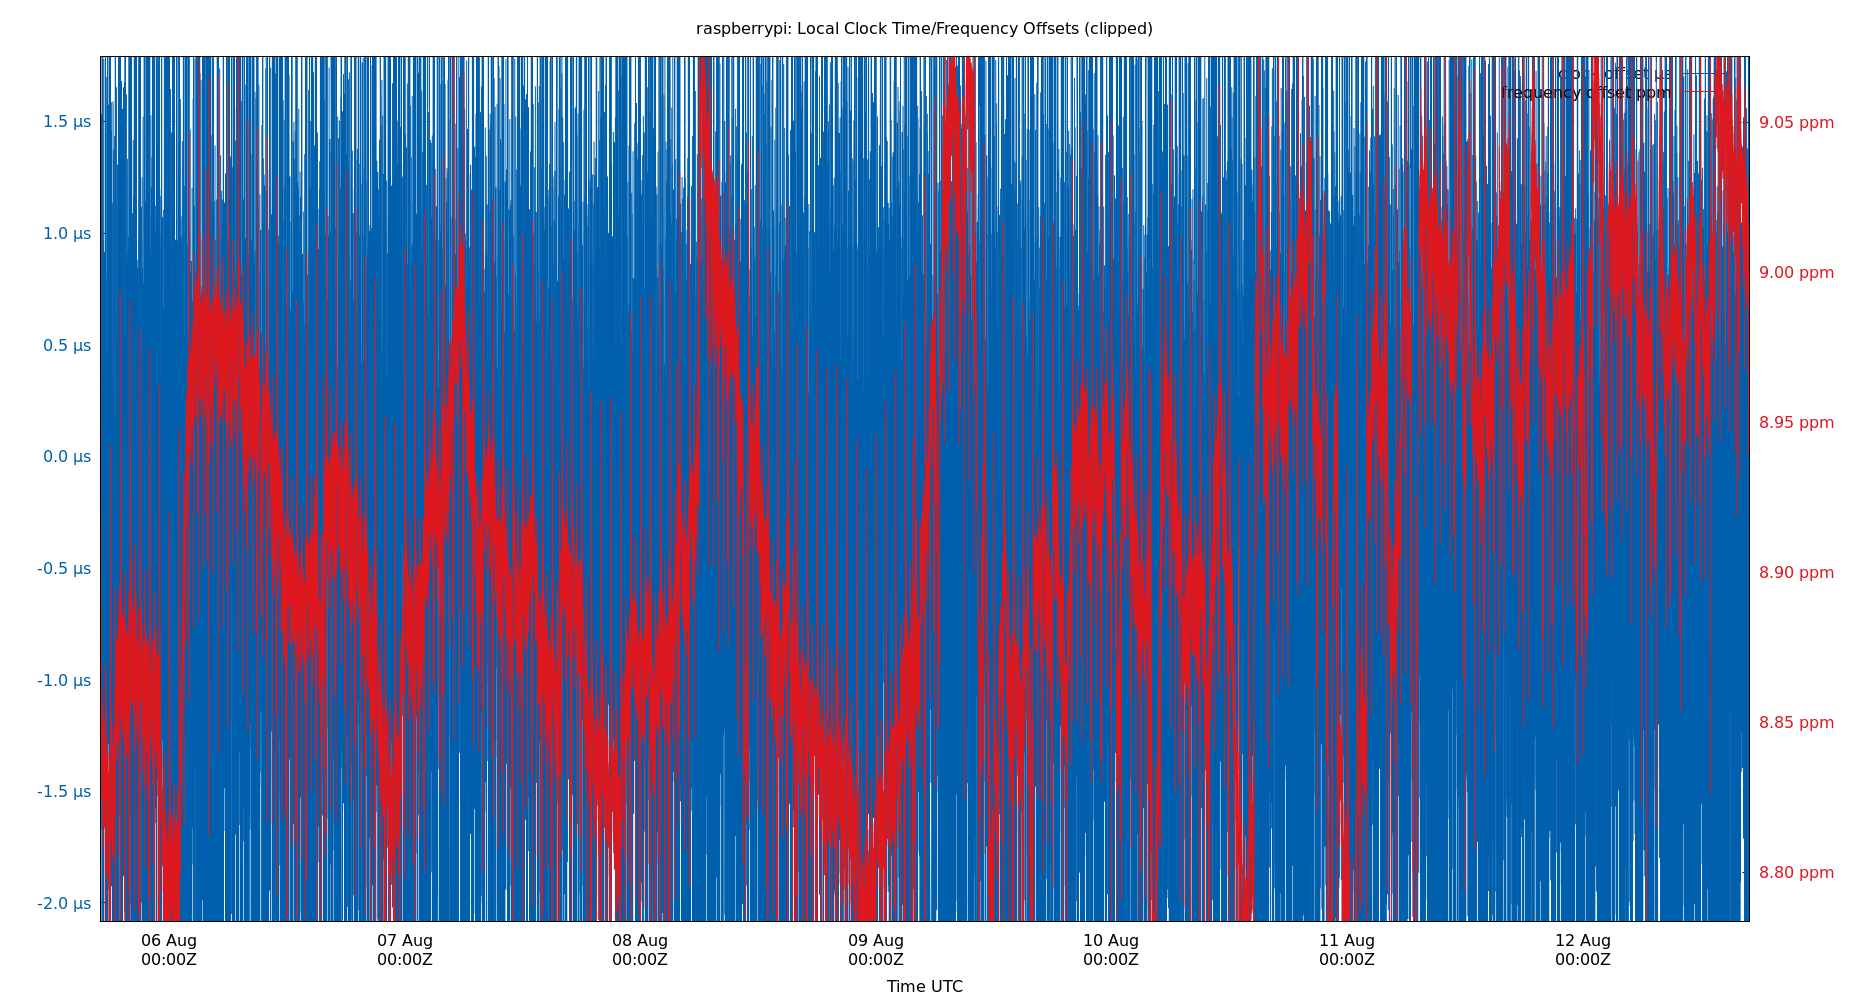 raspberrypi: Local Clock Time/Frequency Offsets (clipped)
clock offset µs
frequency offset ppm
1.5 µs
1.0 µs
0.5 µs
0.0 µs
-0.5 µs
-1.0 µs
-1.5 µs
-2.0 µs
9.05 ppm
9.00 ppm
8.95 ppm
8.90 ppm
8.85 ppm
8.80 ppm
06 Aug 07 Aug 08 Aug 09 Aug 10 Aug 11 Aug 12 Aug
00:00Z 00:00Z 00:00Z 00:00Z 00:00Z 00:00Z 00:00Z
Time UTC